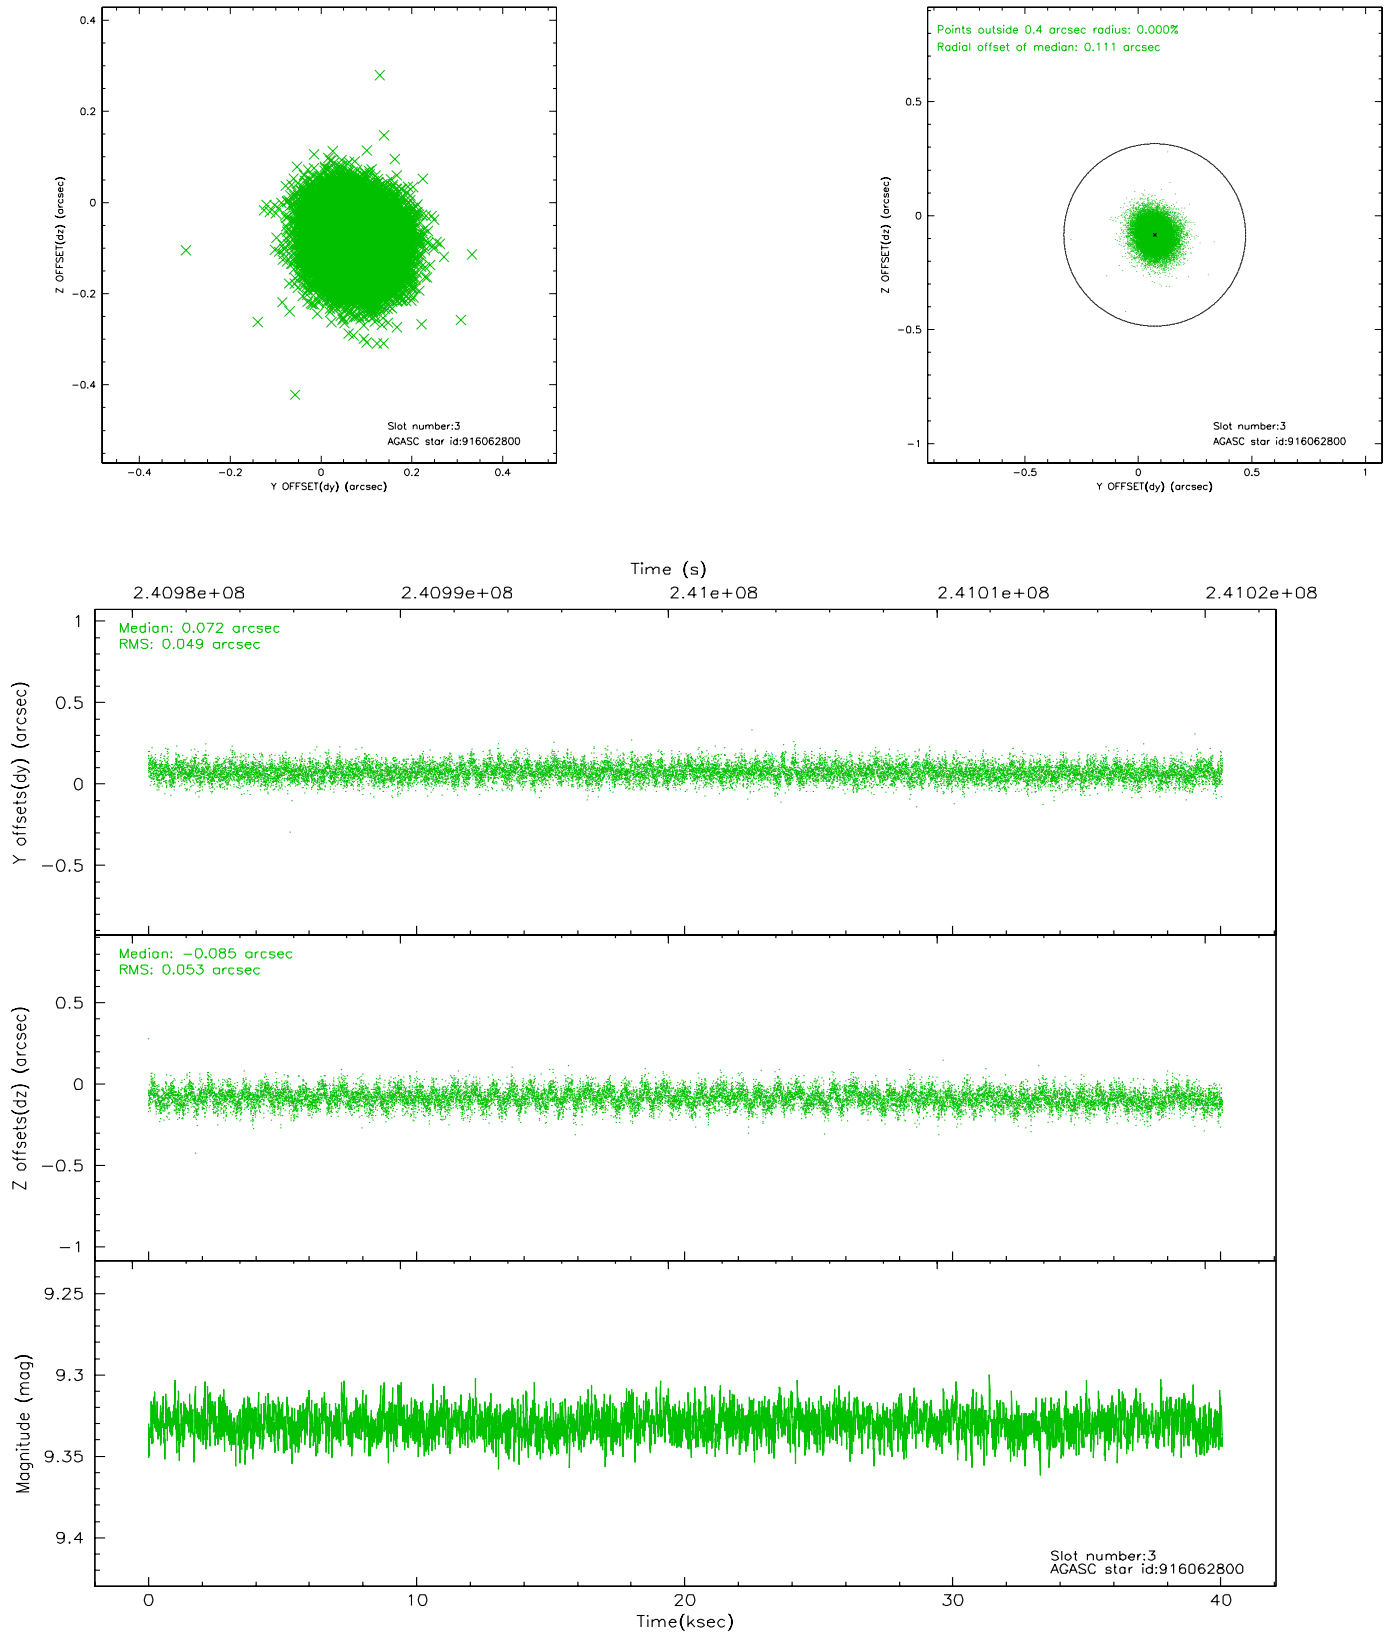 0.4
0.2
0
−0.2
−0.4
Z OFFSET(dz) (arcsec)
Slot number:3
AGASC star id:916062800
−0.4 −0.2 0 0.2 0.4
Y OFFSET(dy) (arcsec)
Points outside 0.4 arcsec radius: 0.000%
Radial offset of median: 0.111 arcsec
0.5
0
−0.5
−1
Z OFFSET(dz) (arcsec)
Slot number:3
AGASC star id:916062800
−0.5 0 0.5 1
Y OFFSET(dy) (arcsec)
Time (s)
2.4098e+08 2.4099e+08 2.41e+08 2.4101e+08 2.4102e+08
Median: 0.072 arcsec
RMS: 0.049 arcsec
1
0.5
0
−0.5
Y offsets(dy) (arcsec)
Median: −0.085 arcsec
RMS: 0.053 arcsec
0.5
0
−0.5
−1
Z offsets(dz) (arcsec)
9.25
9.3
9.35
9.4
Magnitude (mag)
Slot number:3
AGASC star id:916062800
0 10 20 30 40
Time(ksec)